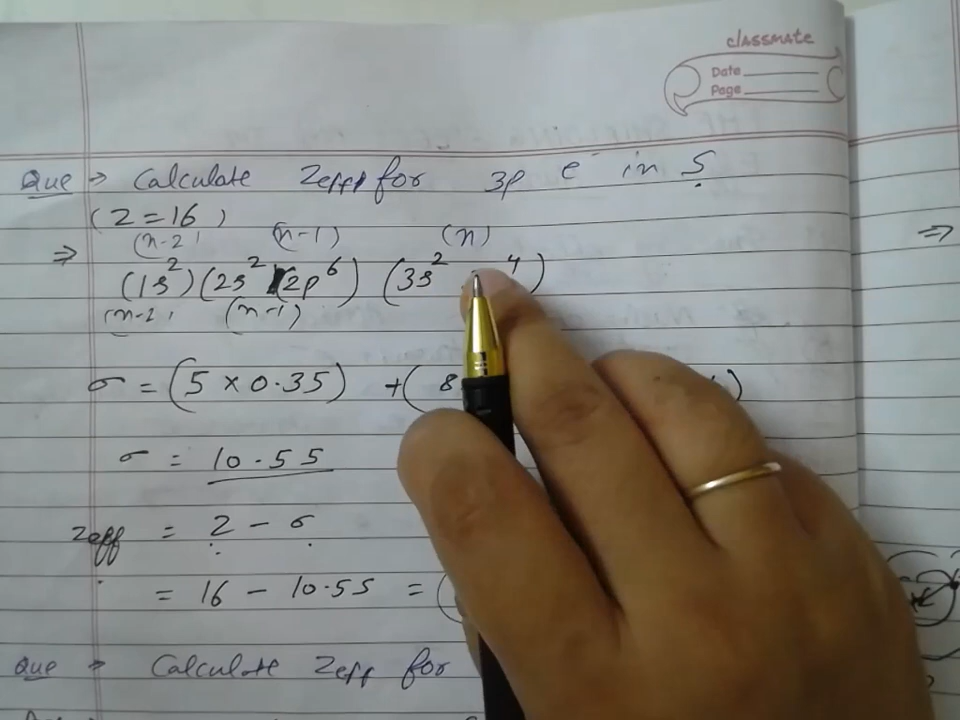 classmate
Date
Page
Que → Calculate Zeff for 3p e⁻ in S
(Z = 16)
(n-2) (n-1) (n)
⇒ (1s²) (2s² 2p⁶) (3s² ⁴)
(n-2) (n-1)
σ = (5 × 0.35) + (8 )
σ = 10.55
Zeff = Z - σ
= 16 - 10.55 = (
Que → Calculate Zeff for